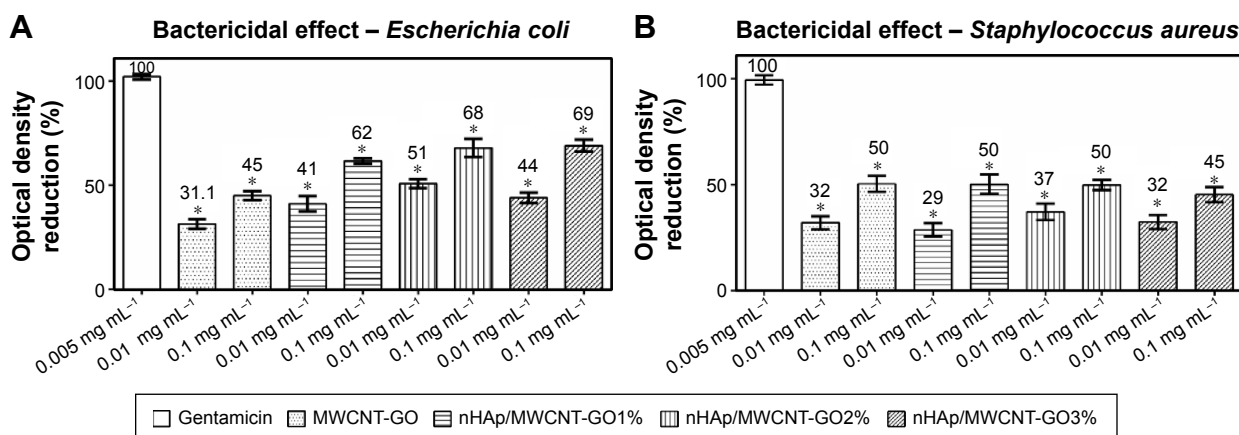 A
Bactericidal effect – Escherichia coli
Optical density
reduction (%)
100
50
0
100
31.1
*
45
*
41
*
62
*
51
*
68
*
44
*
69
*
0.005 mg mL⁻¹
0.01 mg mL⁻¹
0.1 mg mL⁻¹
0.01 mg mL⁻¹
0.1 mg mL⁻¹
0.01 mg mL⁻¹
0.1 mg mL⁻¹
0.01 mg mL⁻¹
0.1 mg mL⁻¹
B
Bactericidal effect – Staphylococcus aureus
Optical density
reduction (%)
100
50
0
100
32
*
50
*
29
*
50
*
37
*
50
*
32
*
45
*
0.005 mg mL⁻¹
0.01 mg mL⁻¹
0.1 mg mL⁻¹
0.01 mg mL⁻¹
0.1 mg mL⁻¹
0.01 mg mL⁻¹
0.1 mg mL⁻¹
0.01 mg mL⁻¹
0.1 mg mL⁻¹
Gentamicin MWCNT-GO nHAp/MWCNT-GO1% nHAp/MWCNT-GO2% nHAp/MWCNT-GO3%